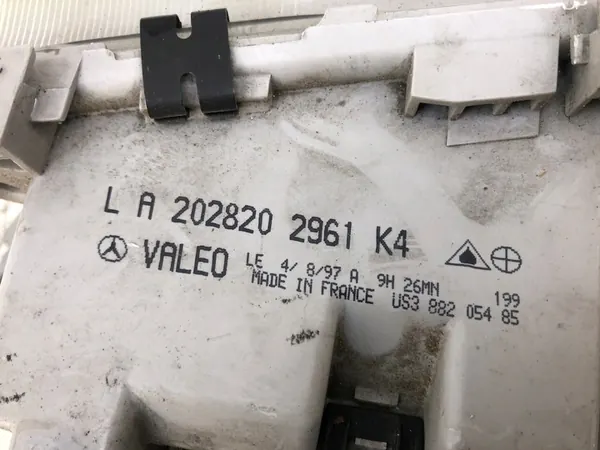 L A 202820 2961 K4
VALEO LE 4/ 8/97 A 9H 26MN 199
MADE IN FRANCE US3 882 054 85